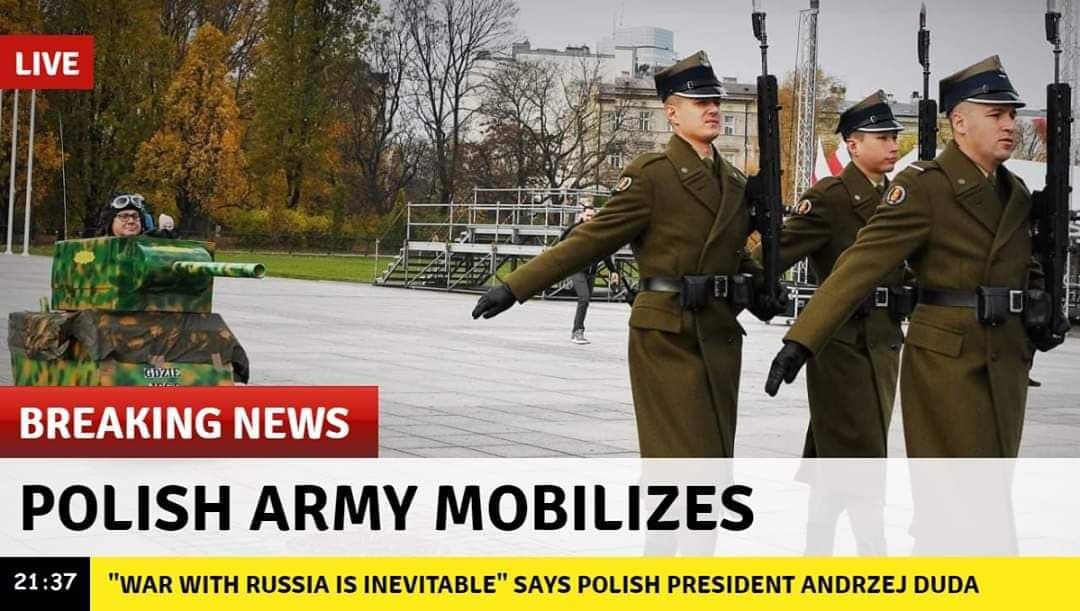 LIVE
GDZIE
BREAKING NEWS
POLISH ARMY MOBILIZES
21:37
"WAR WITH RUSSIA IS INEVITABLE" SAYS POLISH PRESIDENT ANDRZEJ DUDA